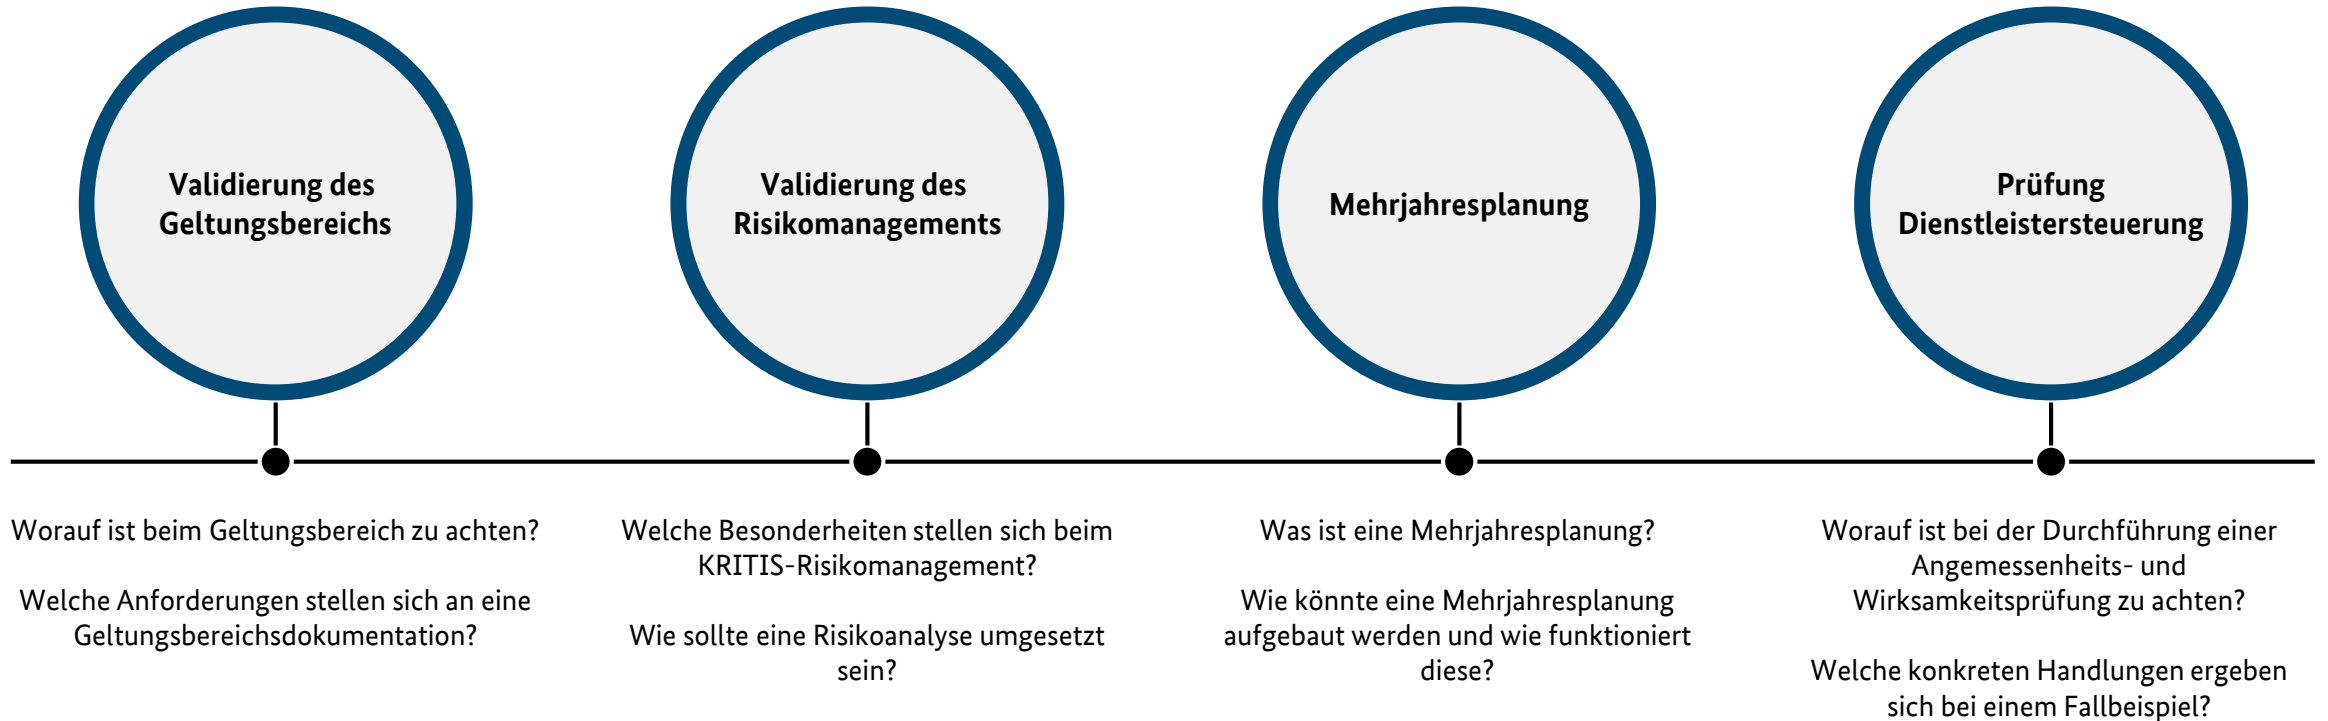 Validierung des
Geltungsbereichs
Validierung des
Risikomanagements
Mehrjahresplanung
Prüfung
Dienstleistersteuerung
Worauf ist beim Geltungsbereich zu achten?
Welche Anforderungen stellen sich an eine
Geltungsbereichsdokumentation?
Welche Besonderheiten stellen sich beim
KRITIS-Risikomanagement?
Wie sollte eine Risikoanalyse umgesetzt
sein?
Was ist eine Mehrjahresplanung?
Wie könnte eine Mehrjahresplanung
aufgebaut werden und wie funktioniert
diese?
Worauf ist bei der Durchführung einer
Angemessenheits- und
Wirksamkeitsprüfung zu achten?
Welche konkreten Handlungen ergeben
sich bei einem Fallbeispiel?